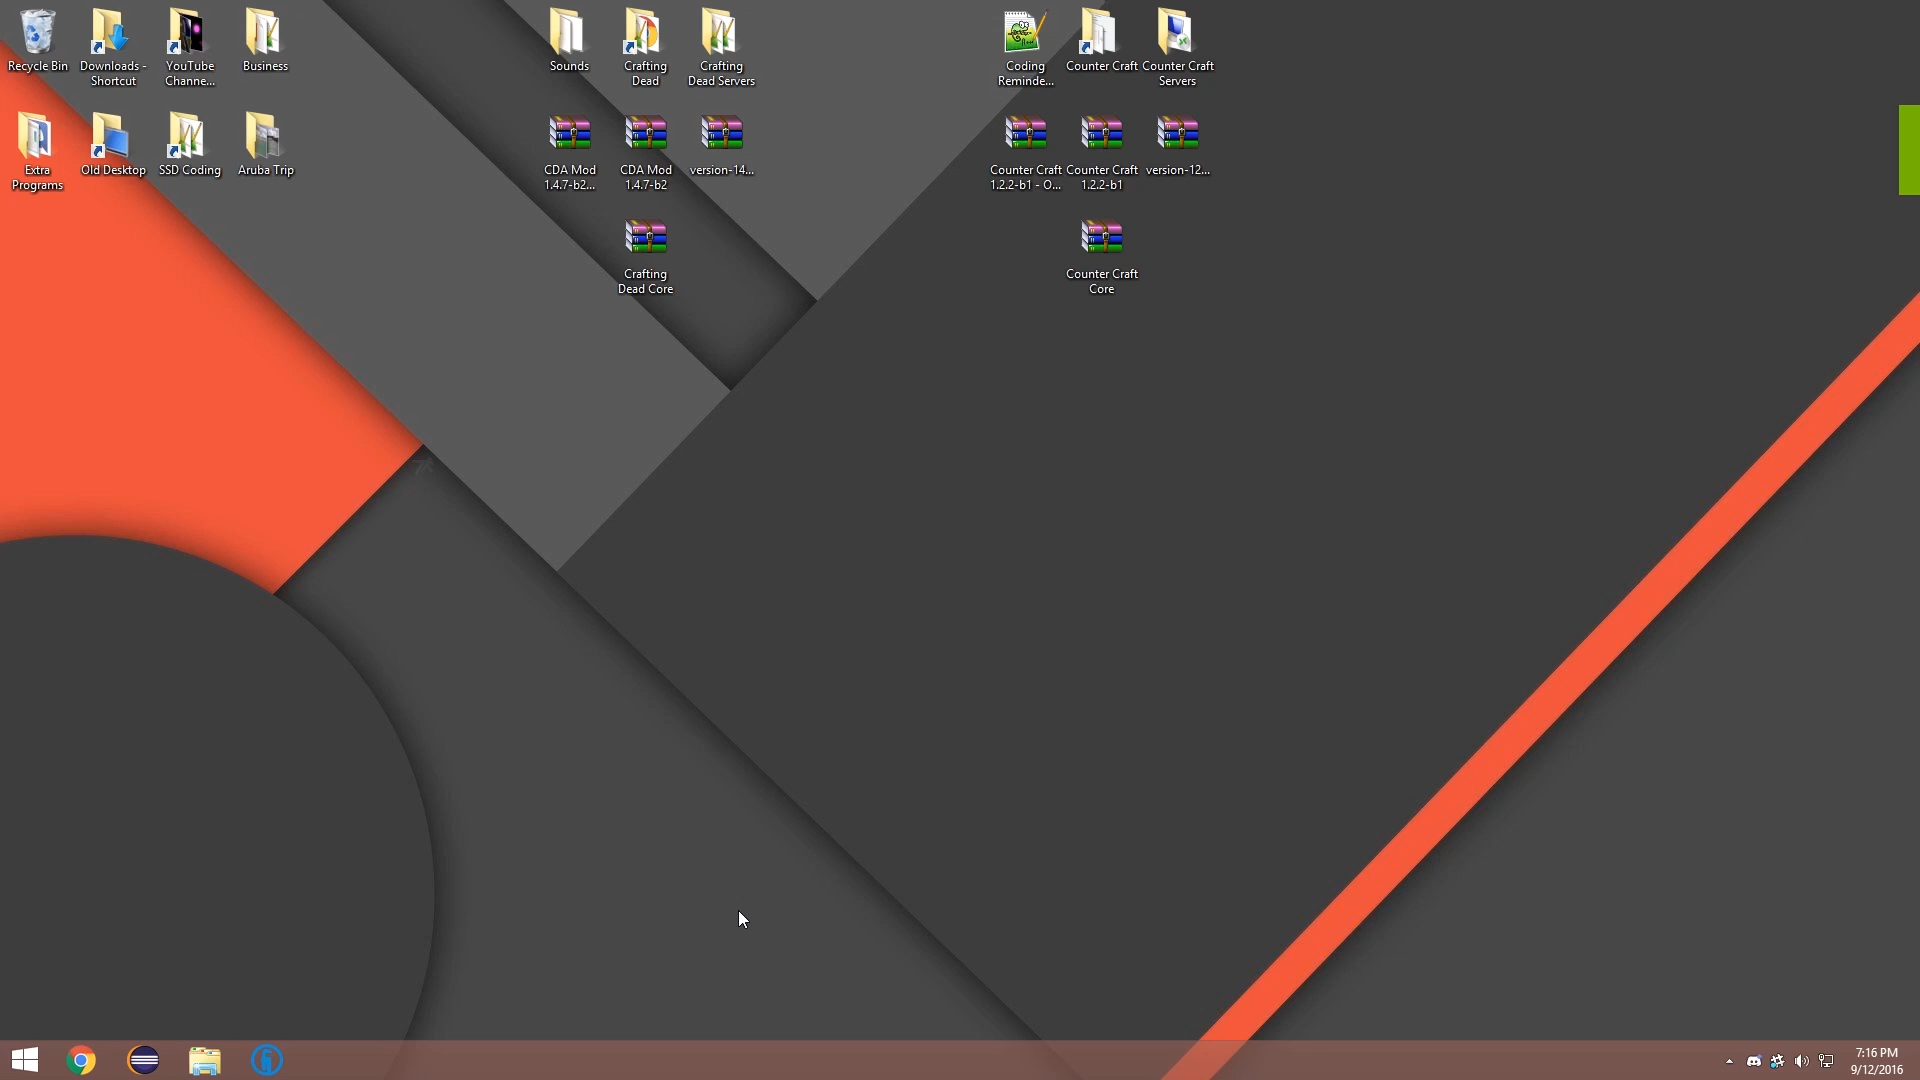 Recycle Bin
Downloads -
Shortcut
YouTube
Channe...
Business
Sounds
Crafting
Dead
Crafting
Dead Servers
Coding
Reminde...
Counter Craft
Counter Craft
Servers
Extra
Programs
Old Desktop
SSD Coding
Aruba Trip
CDA Mod
1.4.7-b2...
CDA Mod
1.4.7-b2
version-14...
Counter Craft
1.2.2-b1 - O...
Counter Craft
1.2.2-b1
version-12...
Crafting
Dead Core
Counter Craft
Core
7:16 PM
9/12/2016